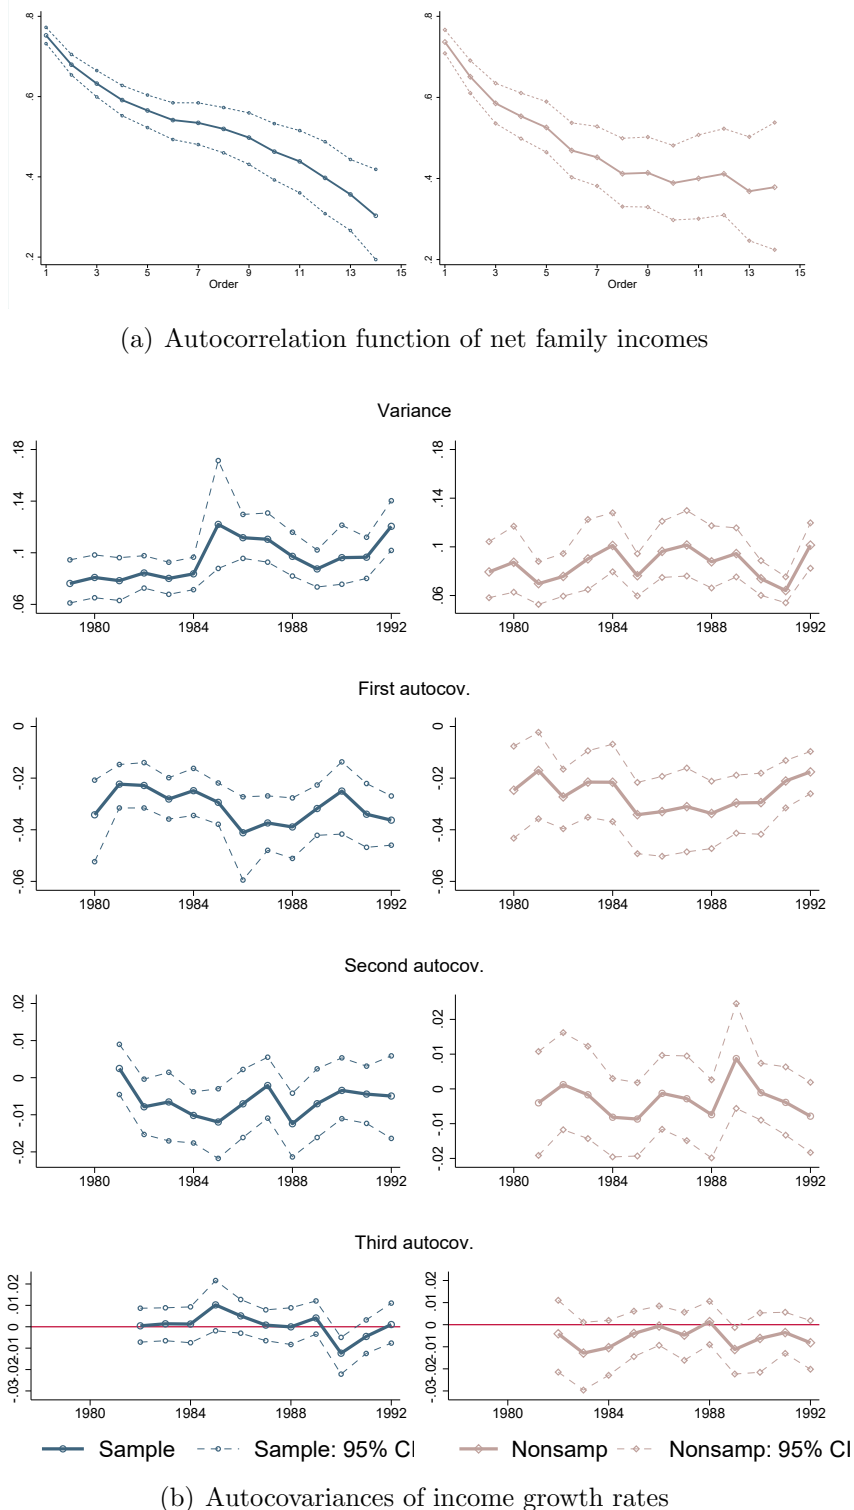 .8
.6
.4
.2
1 3 5 7 9 11 13 15
Order
.8
.6
.4
.2
1 3 5 7 9 11 13 15
Order
(a) Autocorrelation function of net family incomes
Variance
.18
.14
.1
.06
1980 1984 1988 1992
.18
.14
.1
.06
1980 1984 1988 1992
First autocov.
0
-.02
-.04
-.06
1980 1984 1988 1992
0
-.02
-.04
-.06
1980 1984 1988 1992
Second autocov.
.02
.01
0
-.01
-.02
1980 1984 1988 1992
.02
.01
0
-.01
-.02
1980 1984 1988 1992
Third autocov.
.02
.01
0
-.01
-.02
-.03
1980 1984 1988 1992
.02
.01
0
-.01
-.02
-.03
1980 1984 1988 1992
Sample Sample: 95% CI Nonsamp Nonsamp: 95% CI
(b) Autocovariances of income growth rates